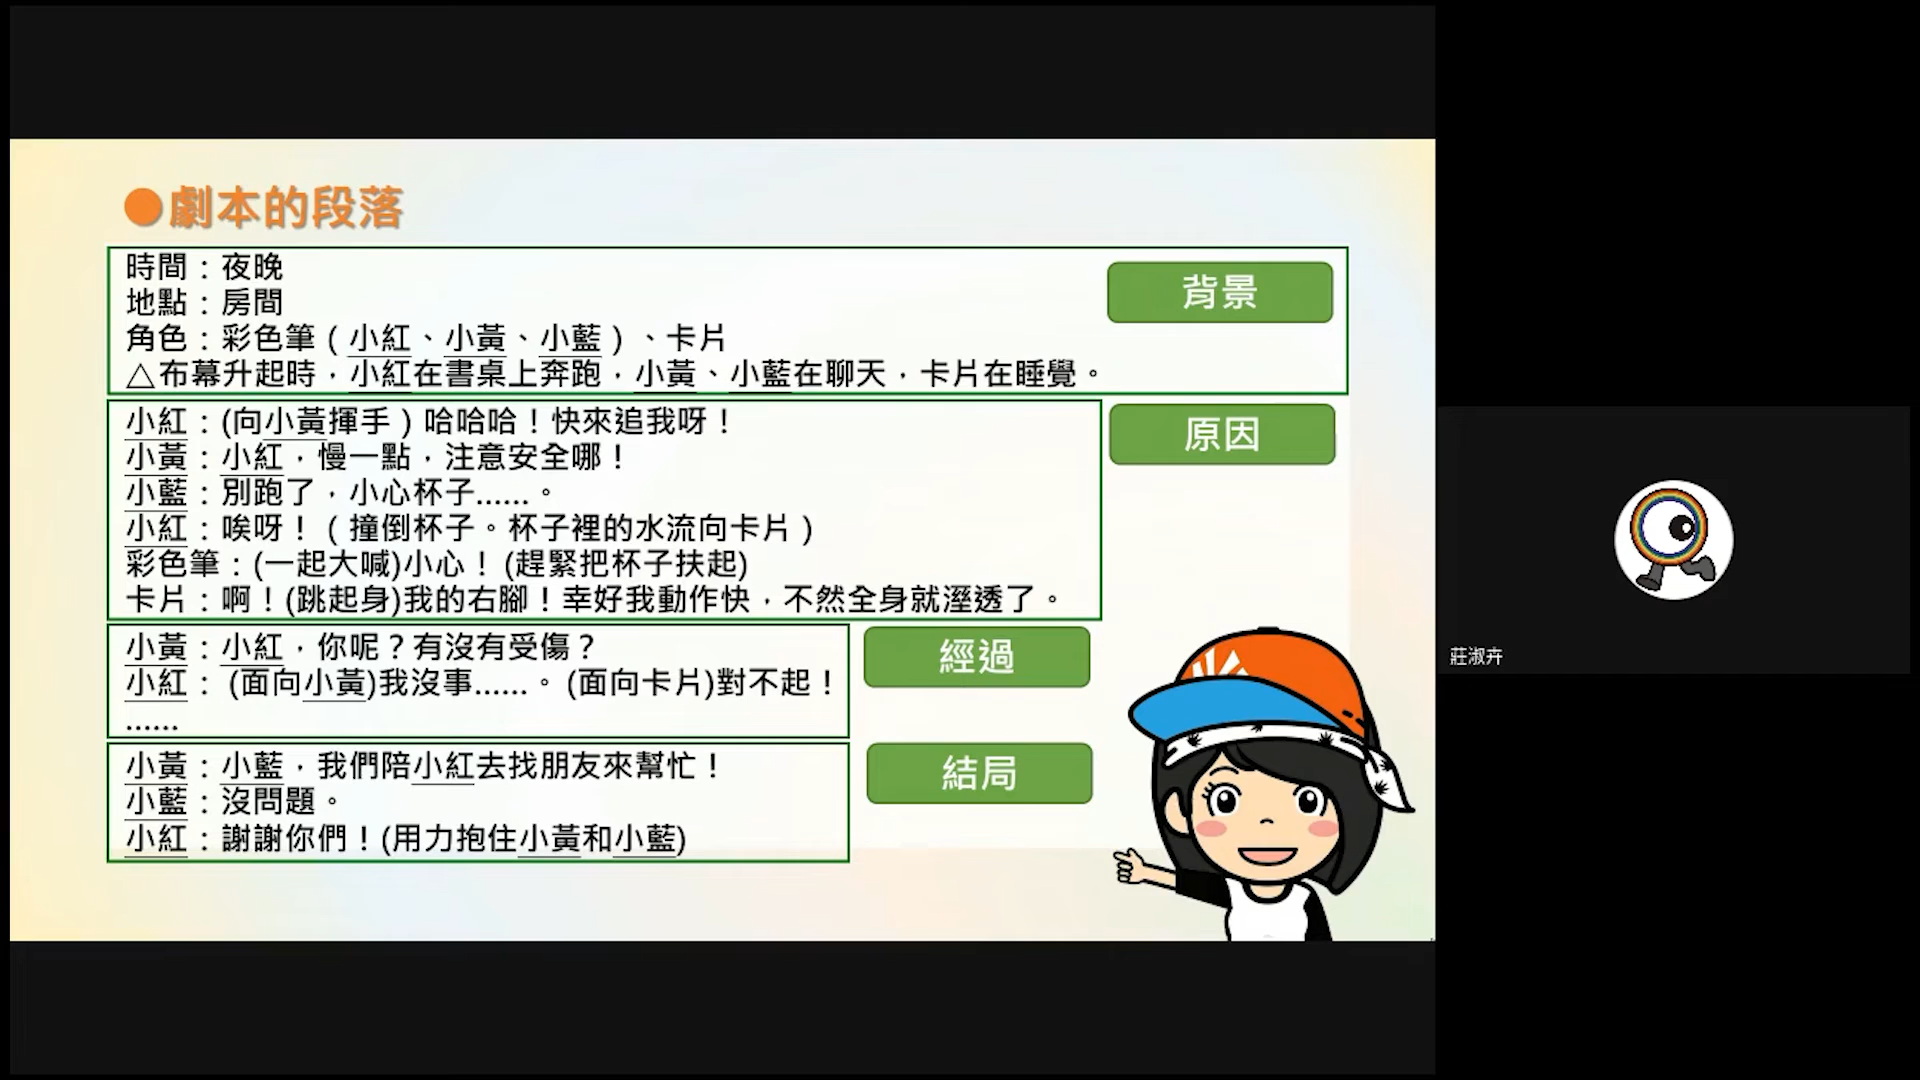 ●劇本的段落
時間：夜晚
地點：房間
角色：彩色筆（小紅、小黃、小藍）、卡片
△布幕升起時，小紅在書桌上奔跑，小黃、小藍在聊天，卡片在睡覺。
背景
小紅：(向小黃揮手）哈哈哈！快來追我呀！
小黃：小紅，慢一點，注意安全哪！
小藍：別跑了，小心杯子......。
小紅：唉呀！（撞倒杯子。杯子裡的水流向卡片）
彩色筆：(一起大喊)小心！(趕緊把杯子扶起)
卡片：啊！(跳起身)我的右腳！幸好我動作快，不然全身就溼透了。
原因
小黃：小紅，你呢？有沒有受傷？
小紅：(面向小黃)我沒事......。(面向卡片)對不起！
......
經過
小黃：小藍，我們陪小紅去找朋友來幫忙！
小藍：沒問題。
小紅：謝謝你們！(用力抱住小黃和小藍)
結局
莊淑卉